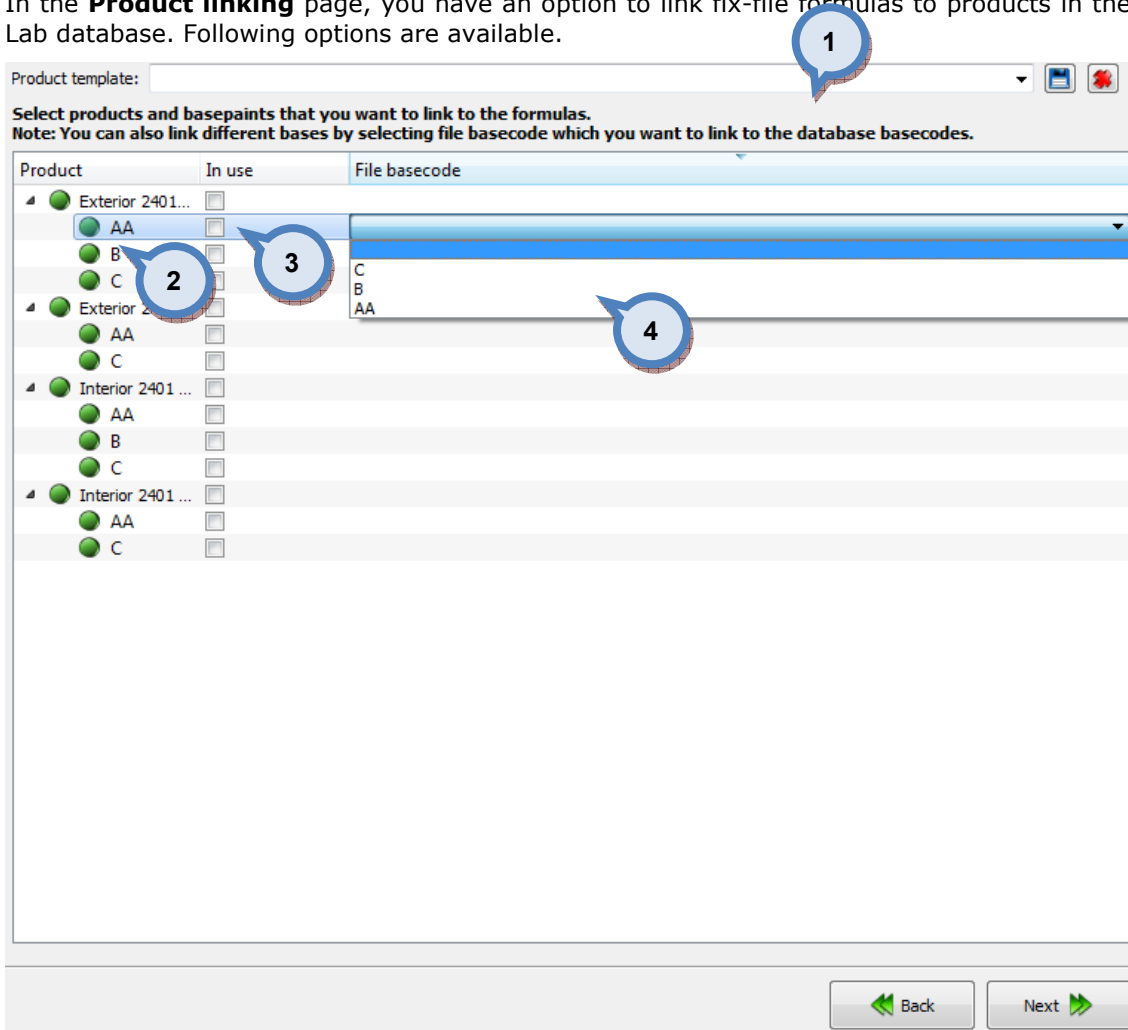 In the Product linking page, you have an option to link fix-file formulas to products in the
Lab database. Following options are available.
1
Product template:
Select products and basepaints that you want to link to the formulas.
Note: You can also link different bases by selecting file basecode which you want to link to the database basecodes.
Product In use File basecode
Exterior 2401...
AA
B
3
C
2
C
B
Exterior
AA
4
AA
C
Interior 2401 ...
AA
B
C
Interior 2401 ...
AA
C
Back Next